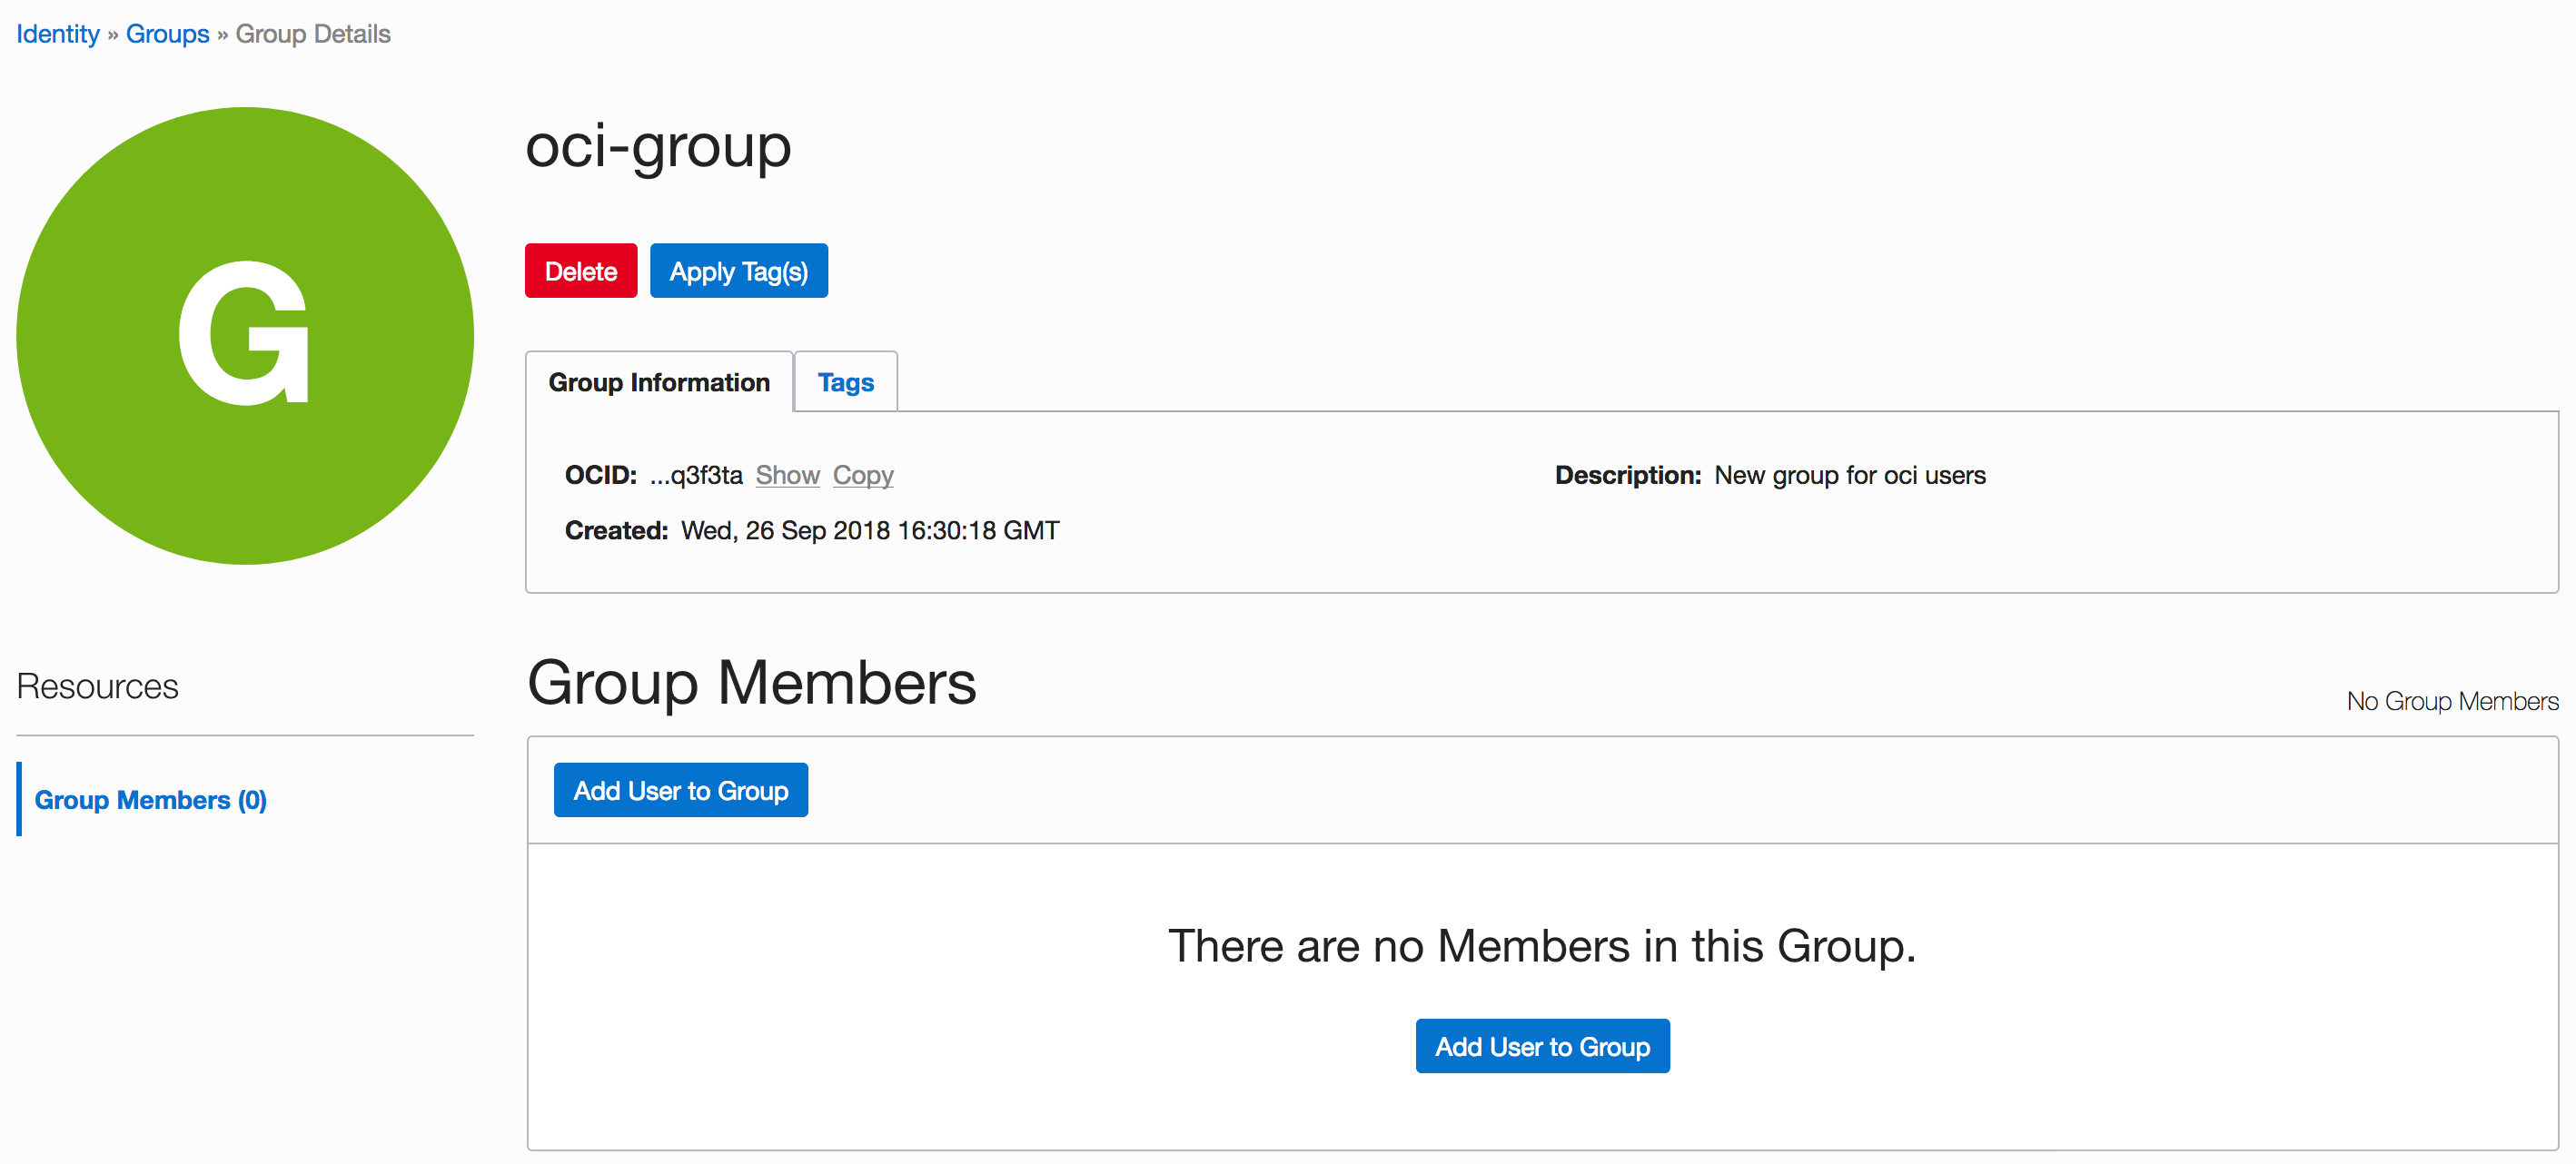 Identity » Groups » Group Details
G
oci-group
Delete Apply Tag(s)
Group Information Tags
OCID: ...q3f3ta Show Copy Description: New group for oci users
Created: Wed, 26 Sep 2018 16:30:18 GMT
Resources
Group Members (0)
Group Members
No Group Members
Add User to Group
There are no Members in this Group.
Add User to Group